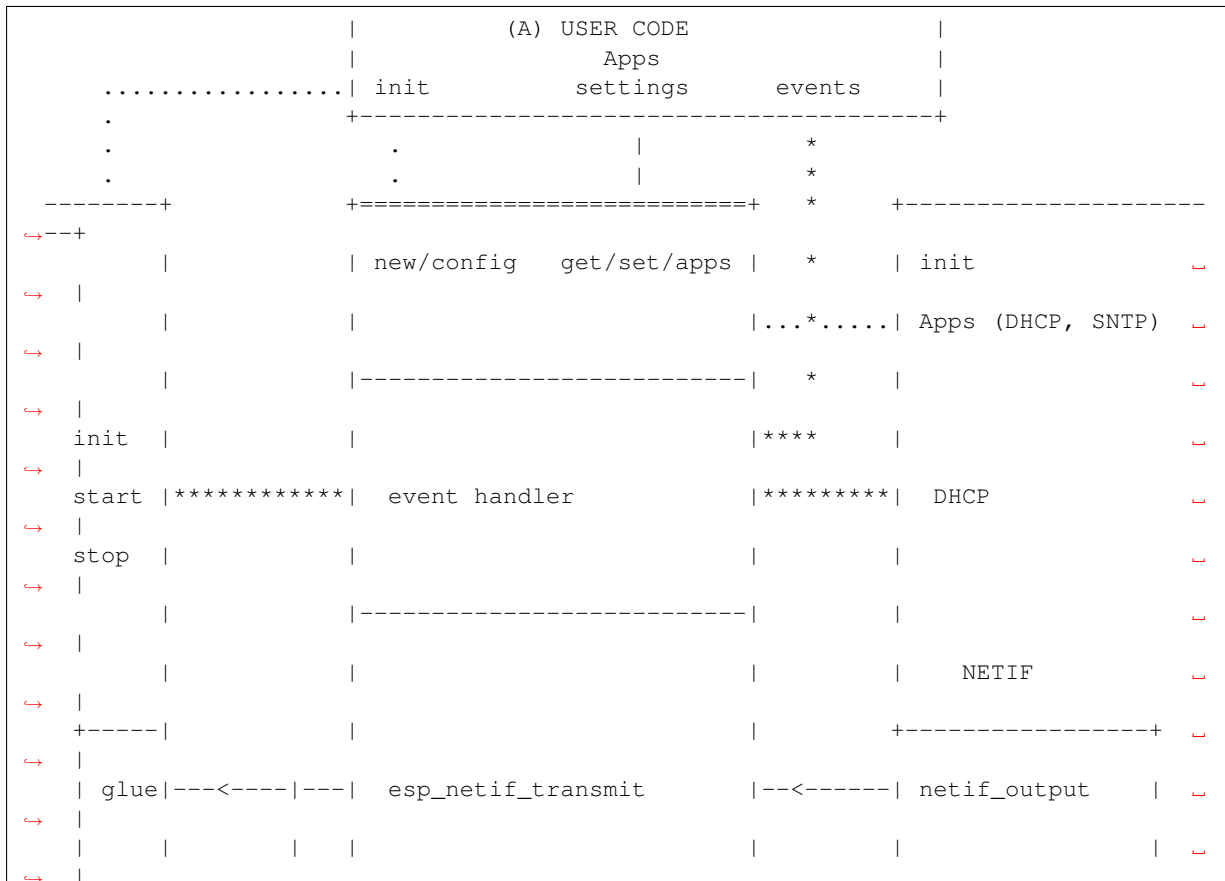 |          (A) USER CODE                 |
|                 Apps                   |
.................| init          settings      events     |
.                +----------------------------------------+
.                   .                |           *
.                   .                |           *
--------+            +===========================+   *     +---------------------
↪--+
|            | new/config   get/set/apps |   *     | init                   ␣
↪  |
|            |                           |...*.....| Apps (DHCP, SNTP)  ␣
↪  |
|            |---------------------------|   *     |                    ␣
↪  |
init  |            |                           |****     |                    ␣
↪  |
start |************|  event handler            |*********|  DHCP              ␣
↪  |
stop  |            |                           |         |                    ␣
↪  |
|            |---------------------------|         |                    ␣
↪  |
|            |                           |         |    NETIF           ␣
↪  |
+-----|            |                           |         +-----------------+  ␣
↪  |
| glue|---<----|---|  esp_netif_transmit       |--<------| netif_output    |  ␣
↪  |
|     |        |   |                           |         |                 |  ␣
↪  |